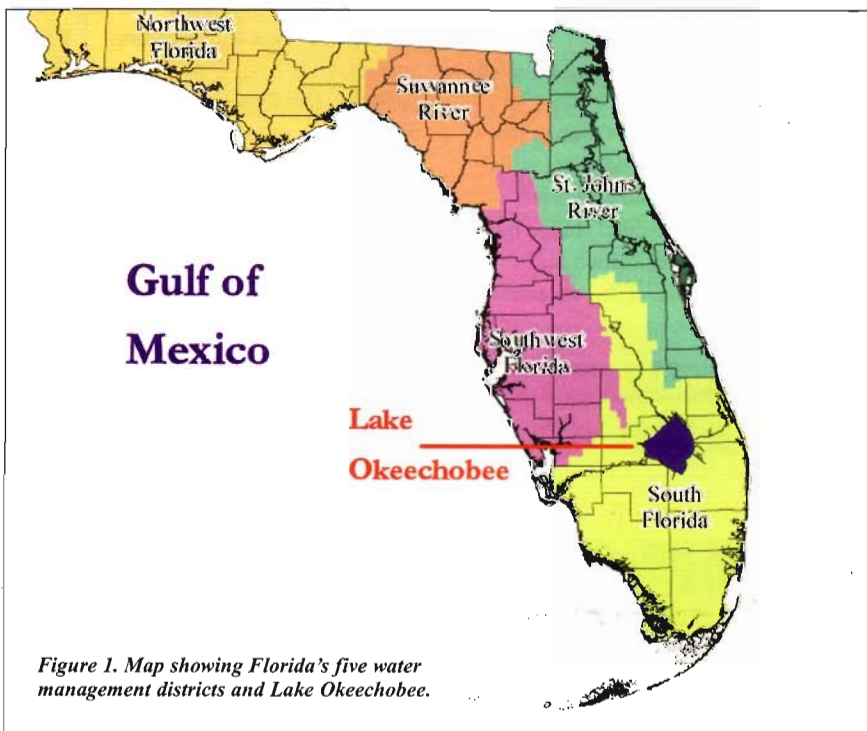 Northwest
Florida
Suwannee
River
St. Johns
River
Gulf of
Mexico
Southwest
Florida
Lake
Okeechobee
South
Florida
Figure 1. Map showing Florida's five water
management districts and Lake Okeechobee.